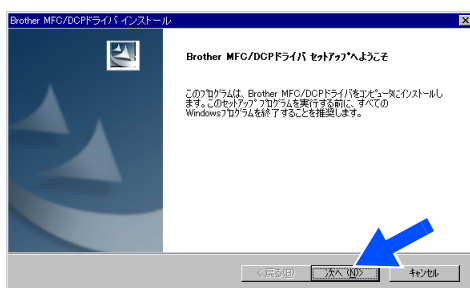 Brother MFC/DCPドライバ インストール
Brother MFC/DCPドライバ セットアップへようこそ
このプログラムは、Brother MFC/DCPドライバをコンピュータにインストールし
ます。このセットアップ プログラムを実行する前に、すべての
Windowsプログラムを終了することを推奨します。
< 戻る(B)
次へ (N)>
キャンセル